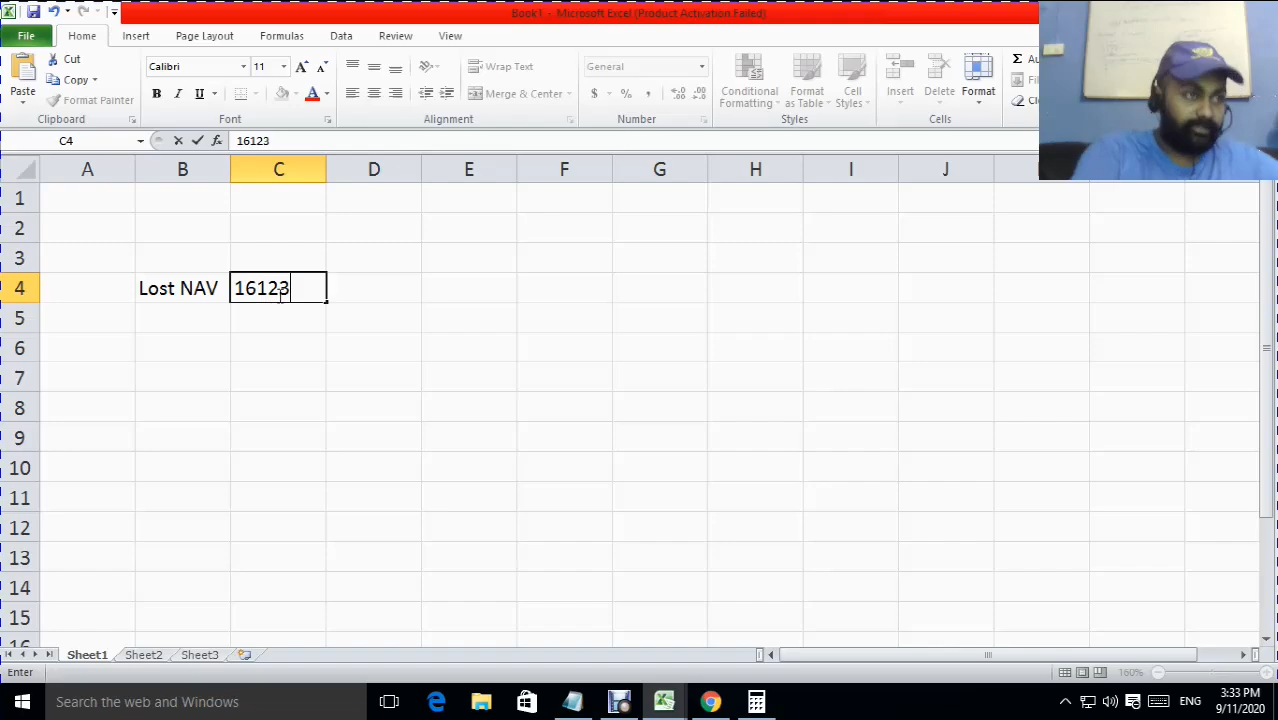 Book1 - Microsoft Excel (Product Activation Failed)
File Home Insert Page Layout Formulas Data Review View
Paste
Cut
Copy
Format Painter
Clipboard
Calibri 11
B I U
Font
Wrap Text
Merge & Center
Alignment
General
$ % ,
Number
Conditional Formatting
Format as Table
Cell Styles
Styles
Insert
Delete
Format
Cells
C4 fx 16123
A B C D E F G H I J
1
2
3
4 Lost NAV 16123
5
6
7
8
9
10
11
12
13
14
15
16
Sheet1 Sheet2 Sheet3
Enter 160%
Search the web and Windows
ENG
3:33 PM
9/11/2020